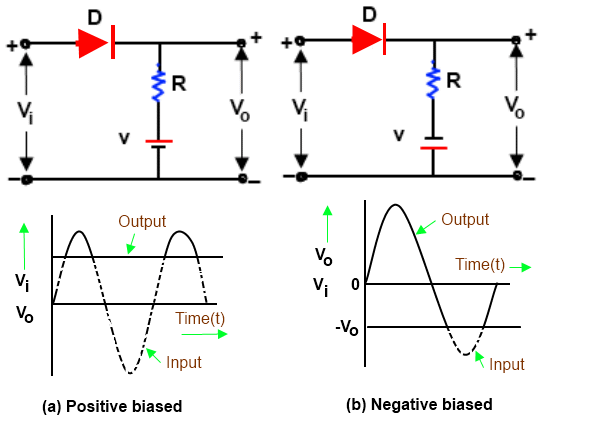 D
D
+
+
+
+
R
R
Vi
Vo
Vi
Vo
v
v
–
–
–
–
Output
Output
Vi
Vo
Time(t)
Input
Vo
Vi
0
-Vo
Time(t)
Input
(a) Positive biased
(b) Negative biased